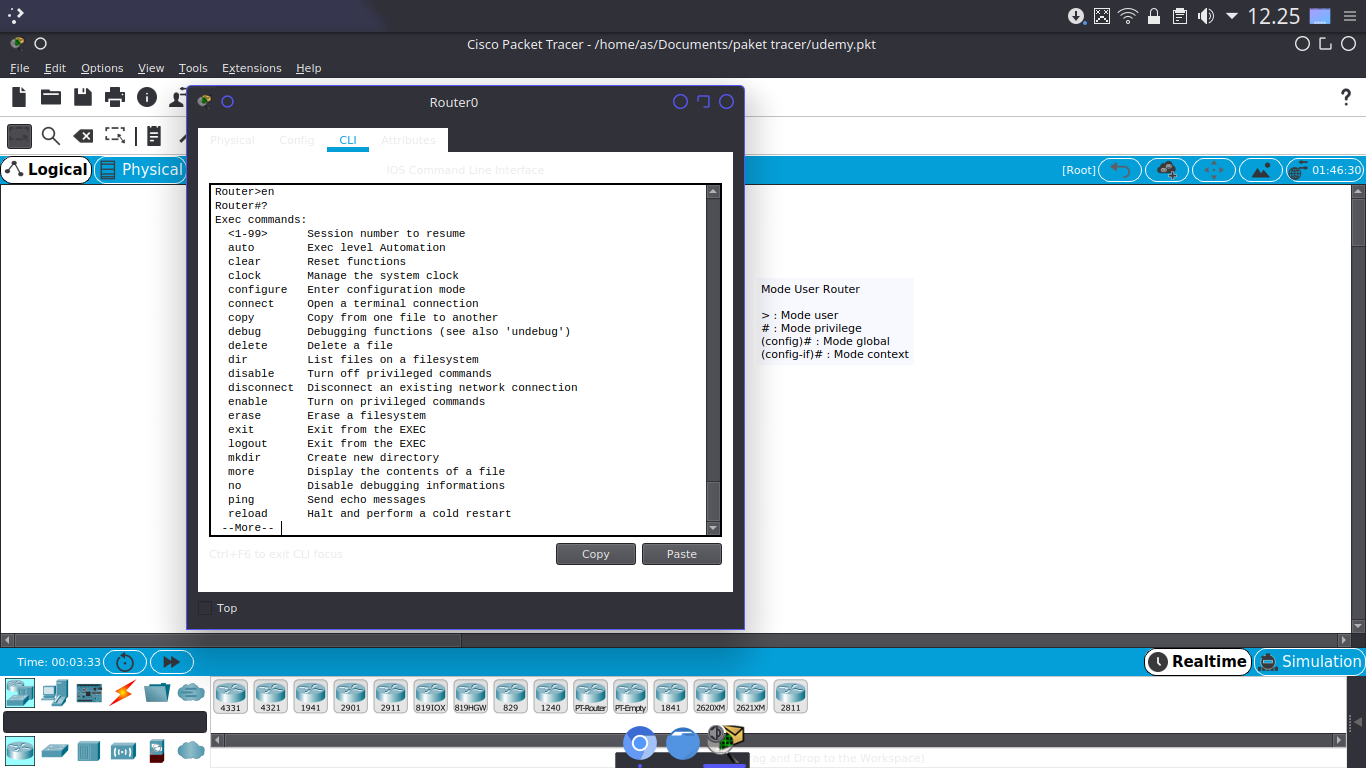 12.25
Cisco Packet Tracer - /home/as/Documents/paket tracer/udemy.pkt
File Edit Options View Tools Extensions Help
?
Router0
Physical Config CLI Attributes
Logical Physical
[Root] 01:46:30
IOS Command Line Interface
Router>en
Router#?
Exec commands:
<1-99> Session number to resume
auto Exec level Automation
clear Reset functions
clock Manage the system clock
configure Enter configuration mode
connect Open a terminal connection
copy Copy from one file to another
debug Debugging functions (see also 'undebug')
delete Delete a file
dir List files on a filesystem
disable Turn off privileged commands
disconnect Disconnect an existing network connection
enable Turn on privileged commands
erase Erase a filesystem
exit Exit from the EXEC
logout Exit from the EXEC
mkdir Create new directory
more Display the contents of a file
no Disable debugging informations
ping Send echo messages
reload Halt and perform a cold restart
--More--
Ctrl+F6 to exit CLI focus
Copy Paste
Top
Mode User Router
> : Mode user
# : Mode privilege
(config)# : Mode global
(config-if)# : Mode context
Time: 00:03:33
Realtime Simulation
4331 4321 1941 2901 2911 819IOX 819HGW 829 1240 PT-Router PT-Empty 1841 2620XM 2621XM 2811
ag and Drop to the Workspace)